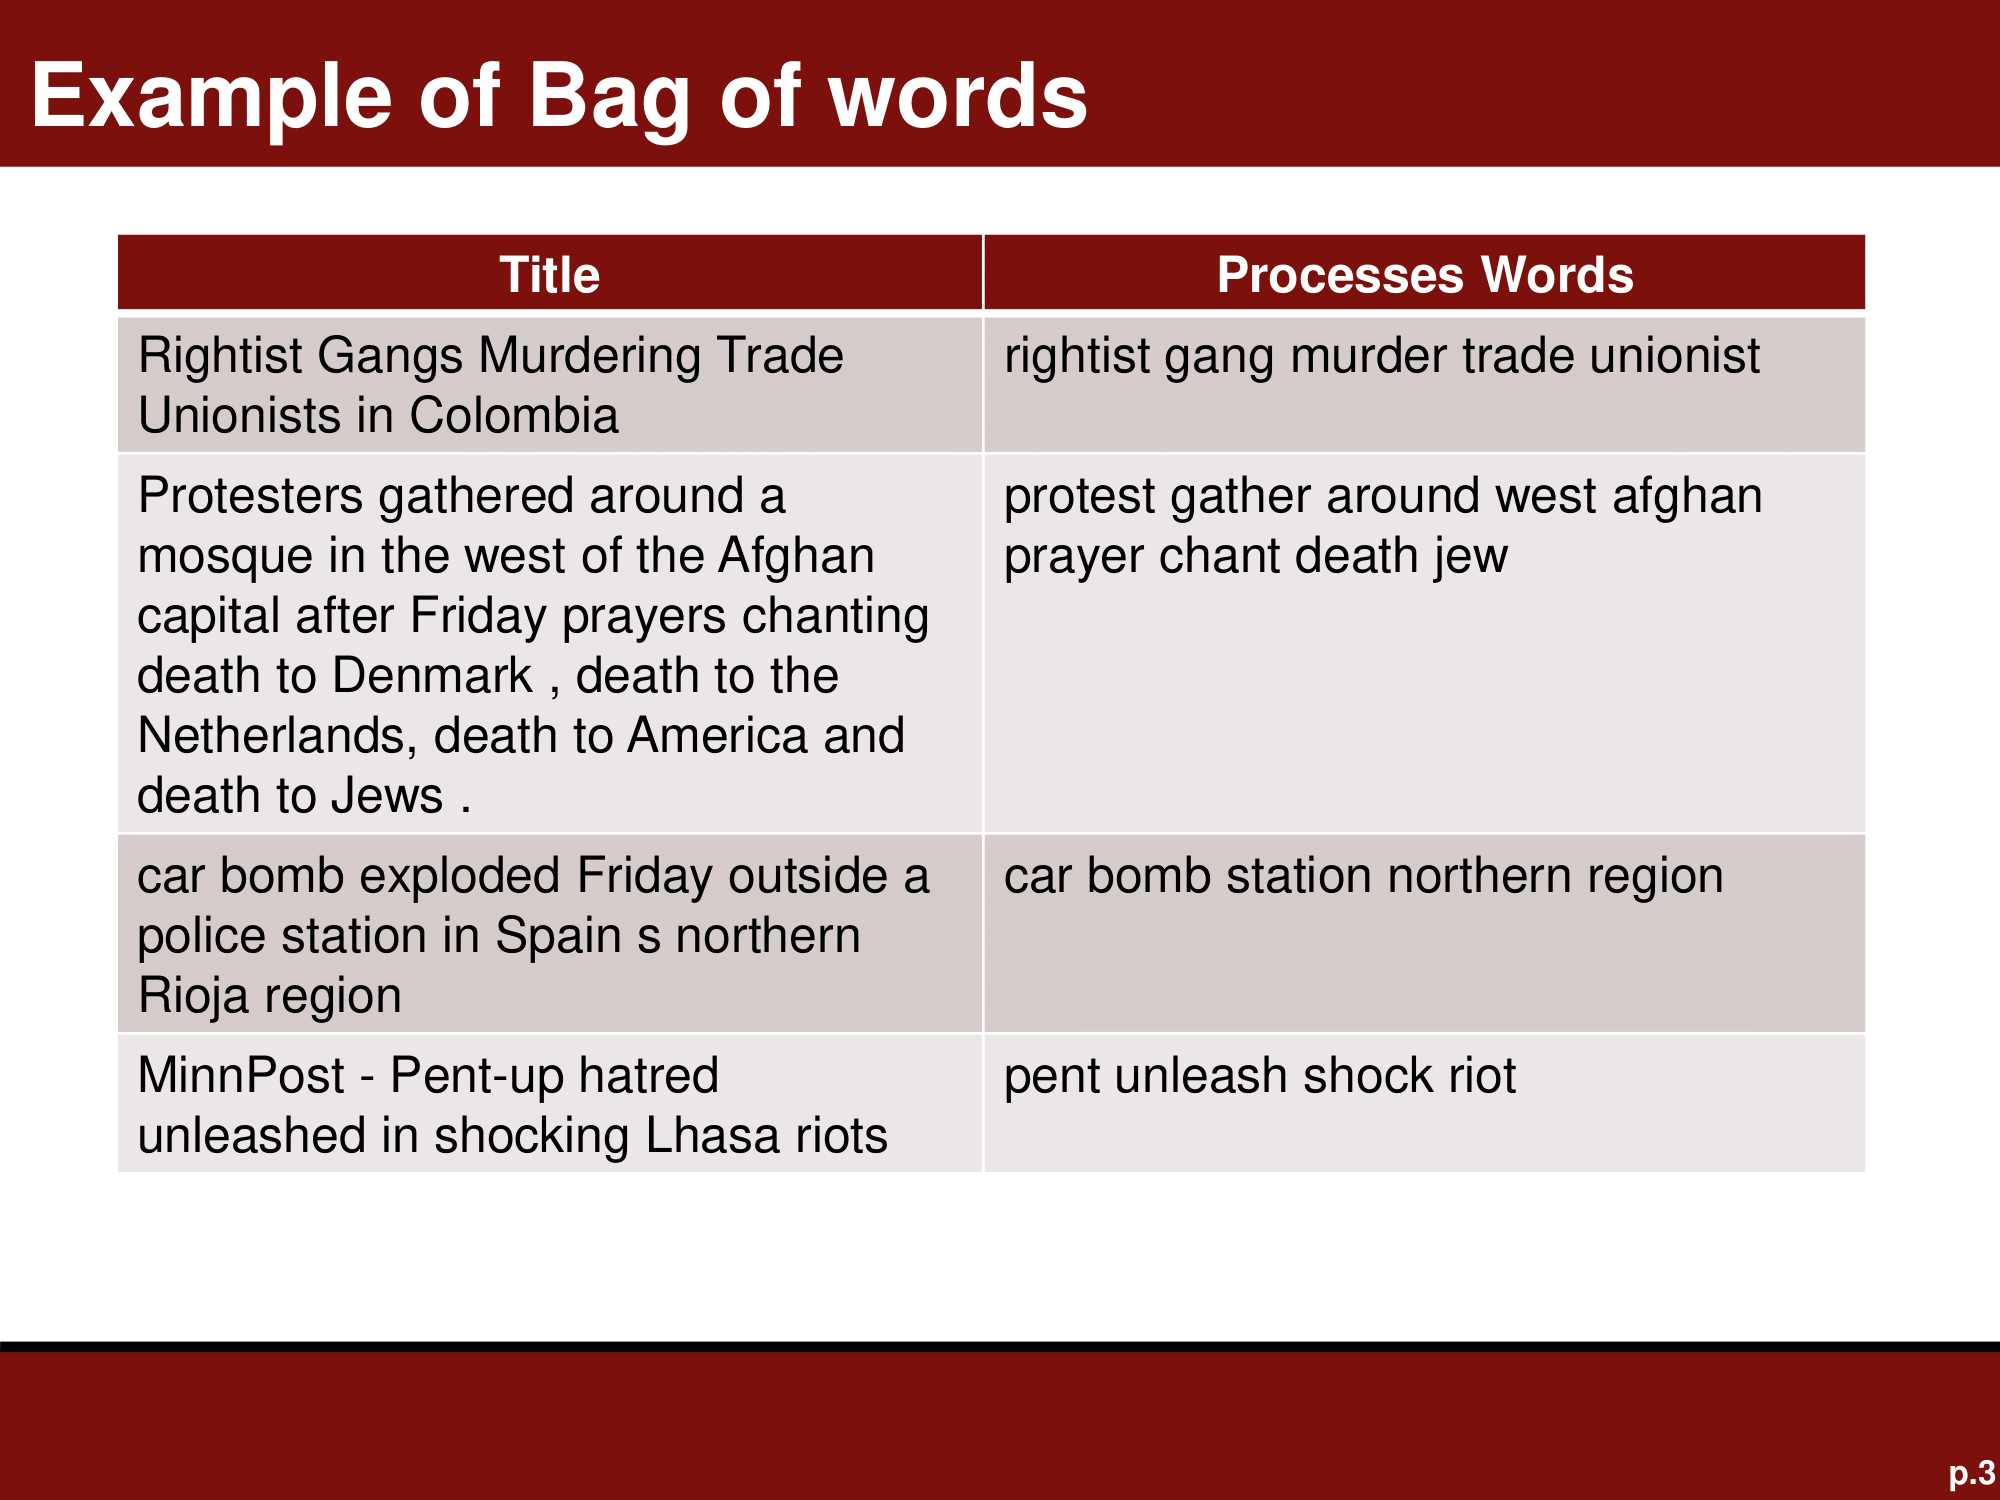 Example of Bag of words
Title
Processes Words
Rightist Gangs Murdering Trade
Unionists in Colombia
rightist gang murder trade unionist
Protesters gathered around a
mosque in the west of the Afghan
capital after Friday prayers chanting
death to Denmark , death to the
Netherlands, death to America and
death to Jews .
protest gather around west afghan
prayer chant death jew
car bomb exploded Friday outside a
police station in Spain s northern
Rioja region
car bomb station northern region
MinnPost - Pent-up hatred
unleashed in shocking Lhasa riots
pent unleash shock riot
p.3